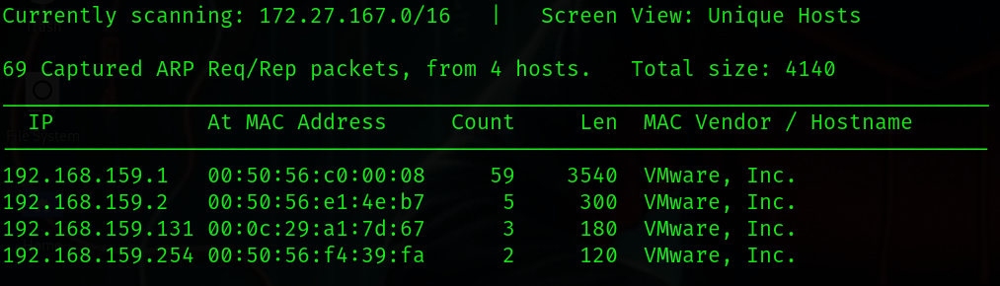 Currently scanning: 172.27.167.0/16   |   Screen View: Unique Hosts
69 Captured ARP Req/Rep packets, from 4 hosts.   Total size: 4140
IP            At MAC Address     Count     Len  MAC Vendor / Hostname
File System
192.168.159.1   00:50:56:c0:00:08     59    3540  VMware, Inc.
192.168.159.2   00:50:56:e1:4e:b7      5     300  VMware, Inc.
192.168.159.131 00:0c:29:a1:7d:67      3     180  VMware, Inc.
192.168.159.254 00:50:56:f4:39:fa      2     120  VMware, Inc.